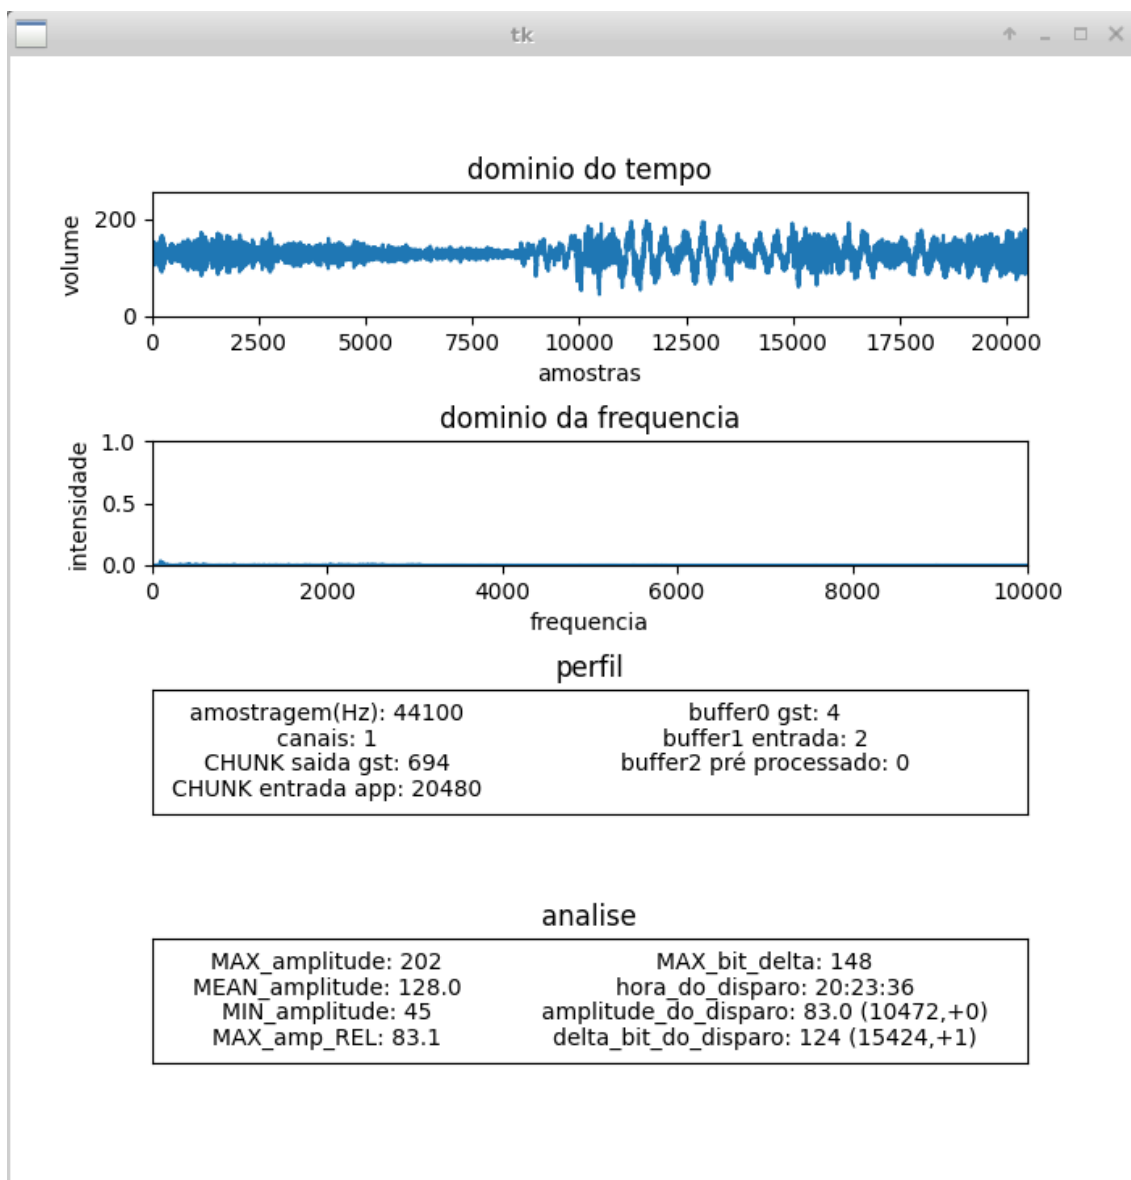 tk
dominio do tempo
volume
200
0
0 2500 5000 7500 10000 12500 15000 17500 20000
amostras
dominio da frequencia
intensidade
1.0
0.5
0.0
0 2000 4000 6000 8000 10000
frequencia
perfil
amostragem(Hz): 44100
canais: 1
CHUNK saida gst: 694
CHUNK entrada app: 20480
buffer0 gst: 4
buffer1 entrada: 2
buffer2 pré processado: 0
analise
MAX_amplitude: 202
MEAN_amplitude: 128.0
MIN_amplitude: 45
MAX_amp_REL: 83.1
MAX_bit_delta: 148
hora_do_disparo: 20:23:36
amplitude_do_disparo: 83.0 (10472,+0)
delta_bit_do_disparo: 124 (15424,+1)